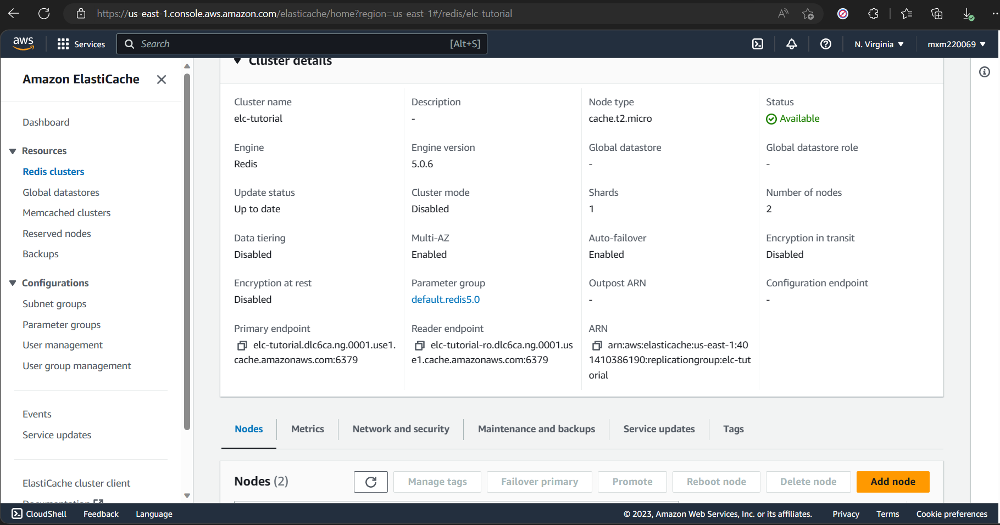 https://us-east-1.console.aws.amazon.com/elasticache/home?region=us-east-1#/redis/elc-tutorial
aws
Services
Search
[Alt+S]
N. Virginia
mxm220069
Amazon ElastiCache
Dashboard
Resources
Redis clusters
Global datastores
Memcached clusters
Reserved nodes
Backups
Configurations
Subnet groups
Parameter groups
User management
User group management
Events
Service updates
ElastiCache cluster client
Documentation
Cluster details
Cluster name
elc-tutorial
Description
-
Node type
cache.t2.micro
Status
Available
Engine
Redis
Engine version
5.0.6
Global datastore
-
Global datastore role
-
Update status
Up to date
Cluster mode
Disabled
Shards
1
Number of nodes
2
Data tiering
Disabled
Multi-AZ
Enabled
Auto-failover
Enabled
Encryption in transit
Disabled
Encryption at rest
Disabled
Parameter group
default.redis5.0
Outpost ARN
-
Configuration endpoint
-
Primary endpoint
elc-tutorial.dlc6ca.ng.0001.use1.
cache.amazonaws.com:6379
Reader endpoint
elc-tutorial-ro.dlc6ca.ng.0001.us
e1.cache.amazonaws.com:6379
ARN
arn:aws:elasticache:us-east-1:40
1410386190:replicationgroup:elc-tut
orial
Nodes
Metrics
Network and security
Maintenance and backups
Service updates
Tags
Nodes (2)
Manage tags
Failover primary
Promote
Reboot node
Delete node
Add node
CloudShell
Feedback
Language
© 2023, Amazon Web Services, Inc. or its affiliates.
Privacy
Terms
Cookie preferences